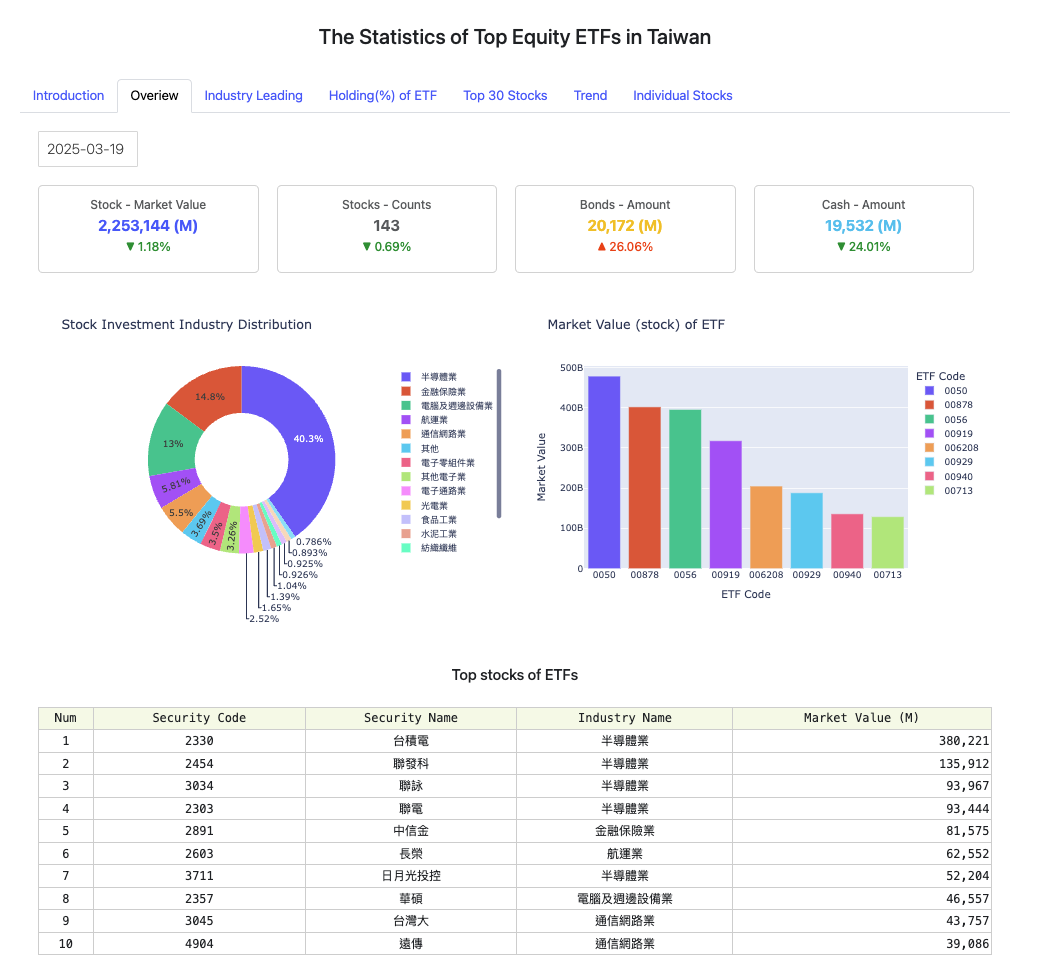 The Statistics of Top Equity ETFs in Taiwan
Introduction Overiew Industry Leading Holding(%) of ETF Top 30 Stocks Trend Individual Stocks
2025-03-19
Stock - Market Value
2,253,144 (M)
▼ 1.18%
Stocks - Counts
143
▼ 0.69%
Bonds - Amount
20,172 (M)
▲ 26.06%
Cash - Amount
19,532 (M)
▼ 24.01%
Stock Investment Industry Distribution
40.3%
14.8%
13%
5.81%
5.5%
3.69%
3.5%
3.26%
0.786%
0.893%
0.925%
0.926%
1.04%
1.39%
1.65%
2.52%
半導體業
金融保險業
電腦及週邊設備業
航運業
通信網路業
其他
電子零組件業
其他電子業
電子通路業
光電業
食品工業
水泥工業
紡織纖維
Market Value (stock) of ETF
Market Value
500B
400B
300B
200B
100B
0
0050 00878 0056 00919 006208 00929 00940 00713
ETF Code
ETF Code
0050
00878
0056
00919
006208
00929
00940
00713
Top stocks of ETFs
Num Security Code Security Name Industry Name Market Value (M)
1 2330 台積電 半導體業 380,221
2 2454 聯發科 半導體業 135,912
3 3034 聯詠 半導體業 93,967
4 2303 聯電 半導體業 93,444
5 2891 中信金 金融保險業 81,575
6 2603 長榮 航運業 62,552
7 3711 日月光投控 半導體業 52,204
8 2357 華碩 電腦及週邊設備業 46,557
9 3045 台灣大 通信網路業 43,757
10 4904 遠傳 通信網路業 39,086